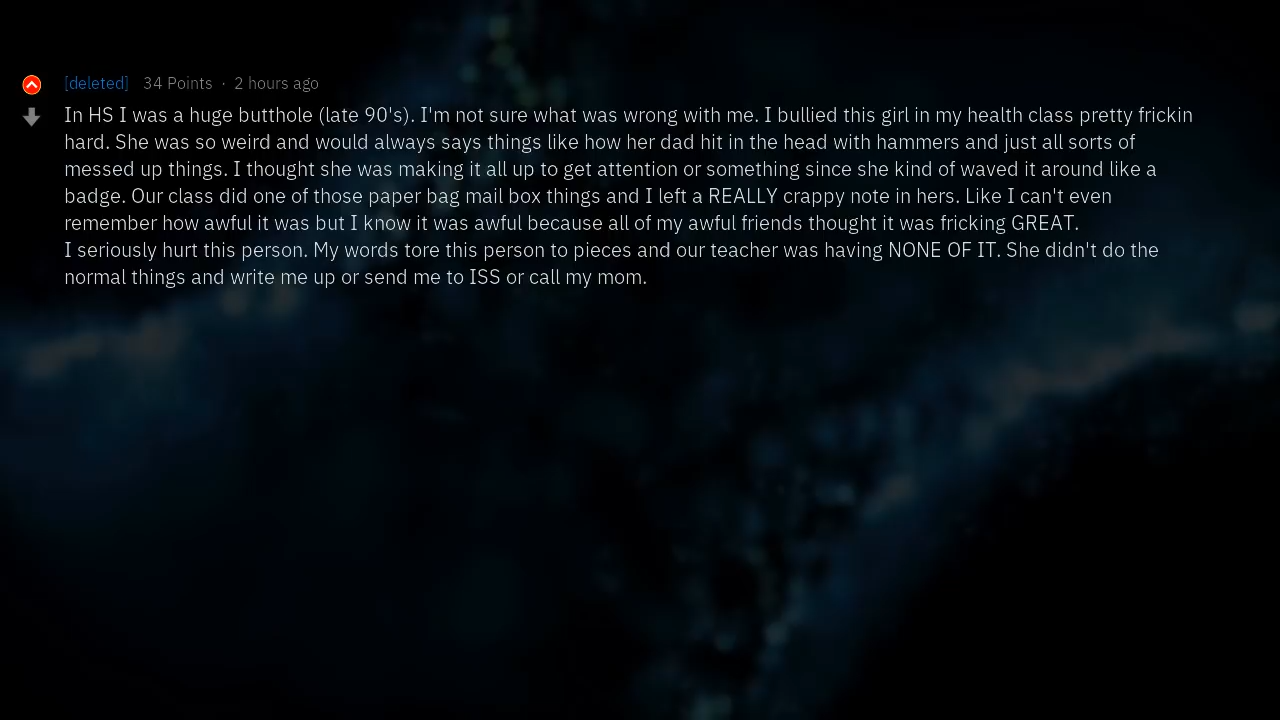 [deleted] 34 Points · 2 hours ago
In HS I was a huge butthole (late 90's). I'm not sure what was wrong with me. I bullied this girl in my health class pretty frickin
hard. She was so weird and would always says things like how her dad hit in the head with hammers and just all sorts of
messed up things. I thought she was making it all up to get attention or something since she kind of waved it around like a
badge. Our class did one of those paper bag mail box things and I left a REALLY crappy note in hers. Like I can't even
remember how awful it was but I know it was awful because all of my awful friends thought it was fricking GREAT.
I seriously hurt this person. My words tore this person to pieces and our teacher was having NONE OF IT. She didn't do the
normal things and write me up or send me to ISS or call my mom.